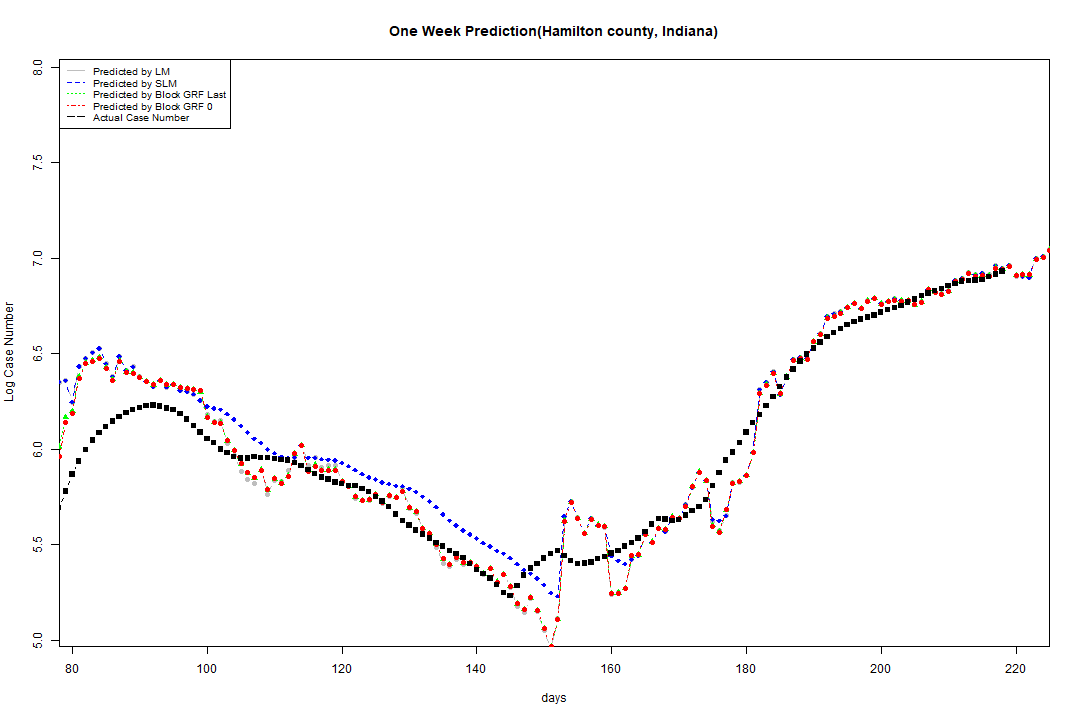 One Week Prediction(Hamilton county, Indiana)
Predicted by LM
Predicted by SLM
Predicted by Block GRF Last
Predicted by Block GRF 0
Actual Case Number
8.0
7.5
7.0
6.5
6.0
5.5
5.0
Log Case Number
80 100 120 140 160 180 200 220
days